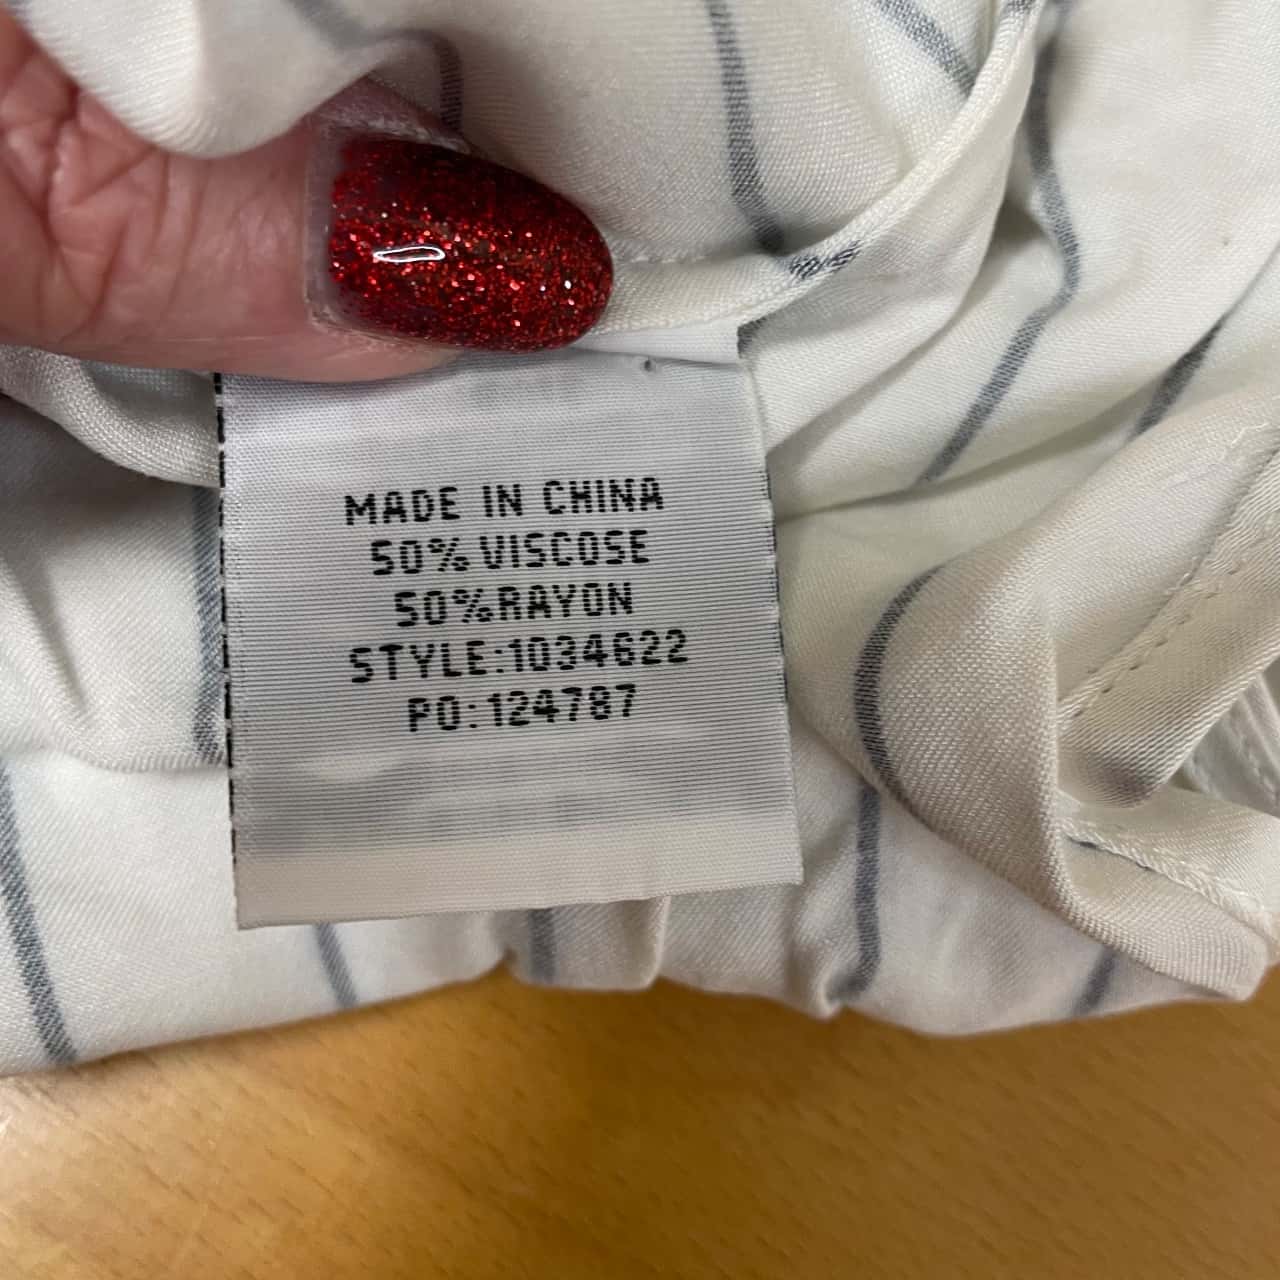 MADE IN CHINA
50% VISCOSE
50% RAYON
STYLE:1034622
PO:124787